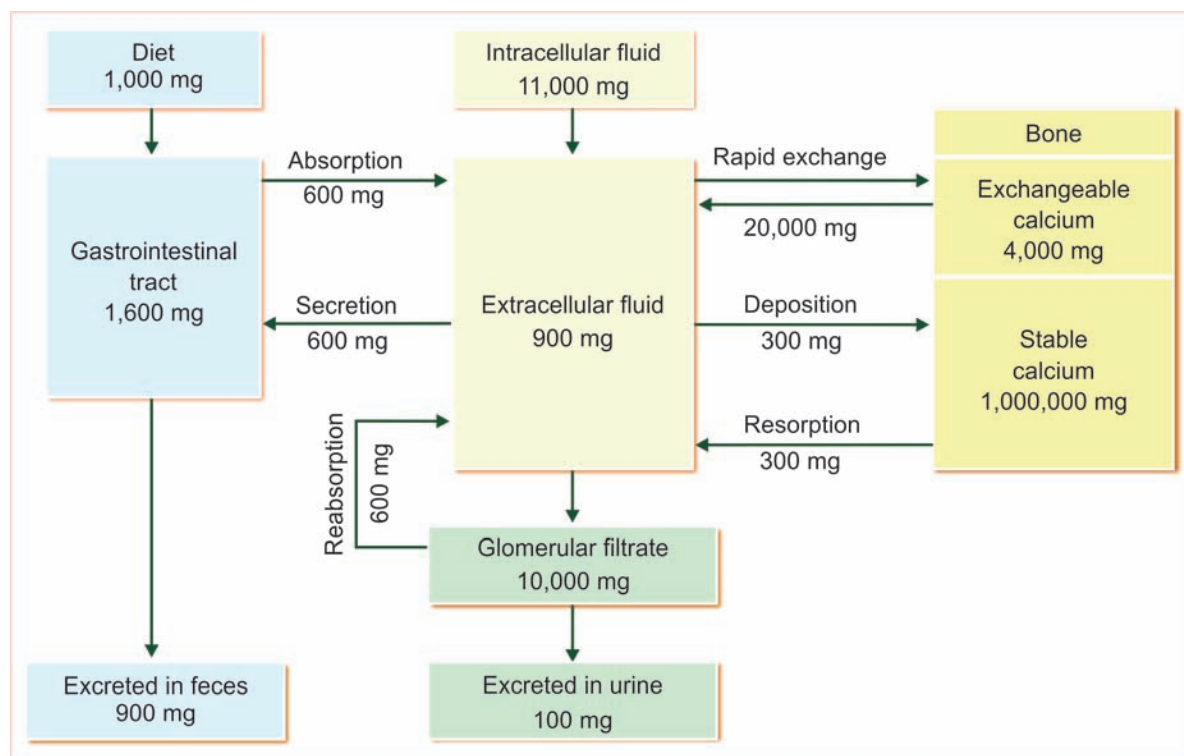 Diet
1,000 mg
Intracellular fluid
11,000 mg
Bone
Absorption
600 mg
Rapid exchange
20,000 mg
Exchangeable
calcium
4,000 mg
Gastrointestinal
tract
1,600 mg
Secretion
600 mg
Extracellular fluid
900 mg
Deposition
300 mg
Stable
calcium
1,000,000 mg
Reabsorption
600 mg
Resorption
300 mg
Glomerular filtrate
10,000 mg
Excreted in feces
900 mg
Excreted in urine
100 mg